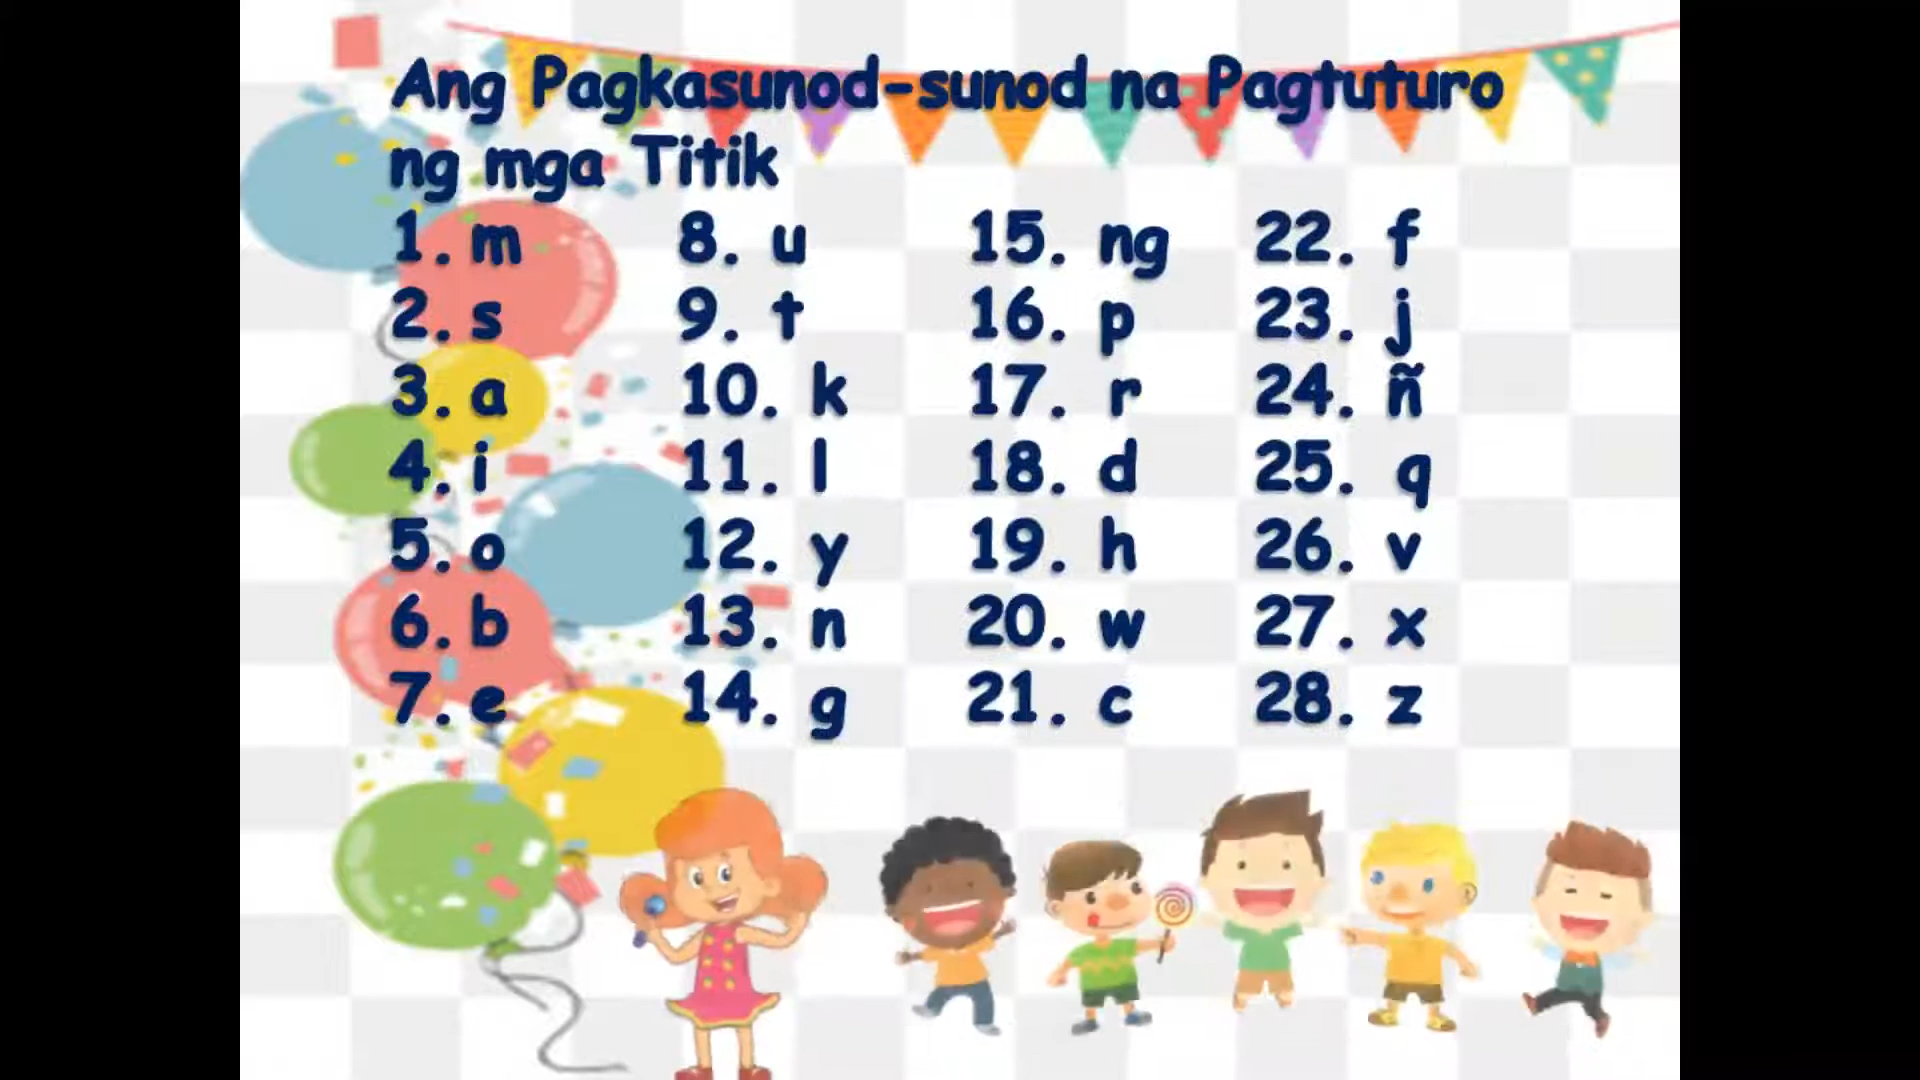 Ang Pagkasunod-sunod na Pagtuturo
ng mga Titik
1. m
2. s
3. a
4. i
5. o
6. b
7. e
8. u
9. t
10. k
11. l
12. y
13. n
14. g
15. ng
16. p
17. r
18. d
19. h
20. w
21. c
22. f
23. j
24. ñ
25. q
26. v
27. x
28. z